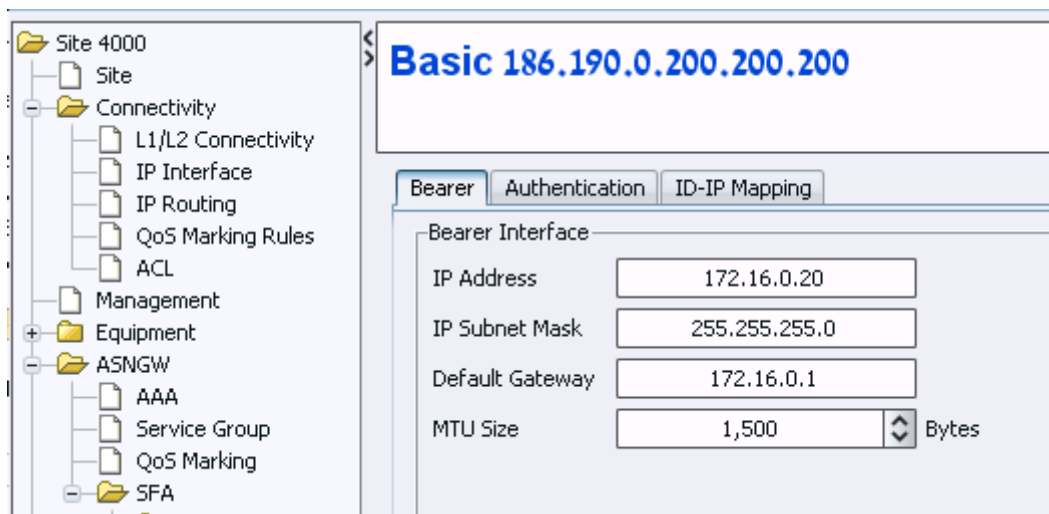 Site 4000
Site
Connectivity
L1/L2 Connectivity
IP Interface
IP Routing
QoS Marking Rules
ACL
Management
Equipment
ASNGW
AAA
Service Group
QoS Marking
SFA
Basic 186.190.0.200.200.200
Bearer Authentication ID-IP Mapping
Bearer Interface
IP Address 172.16.0.20
IP Subnet Mask 255.255.255.0
Default Gateway 172.16.0.1
MTU Size 1,500 Bytes